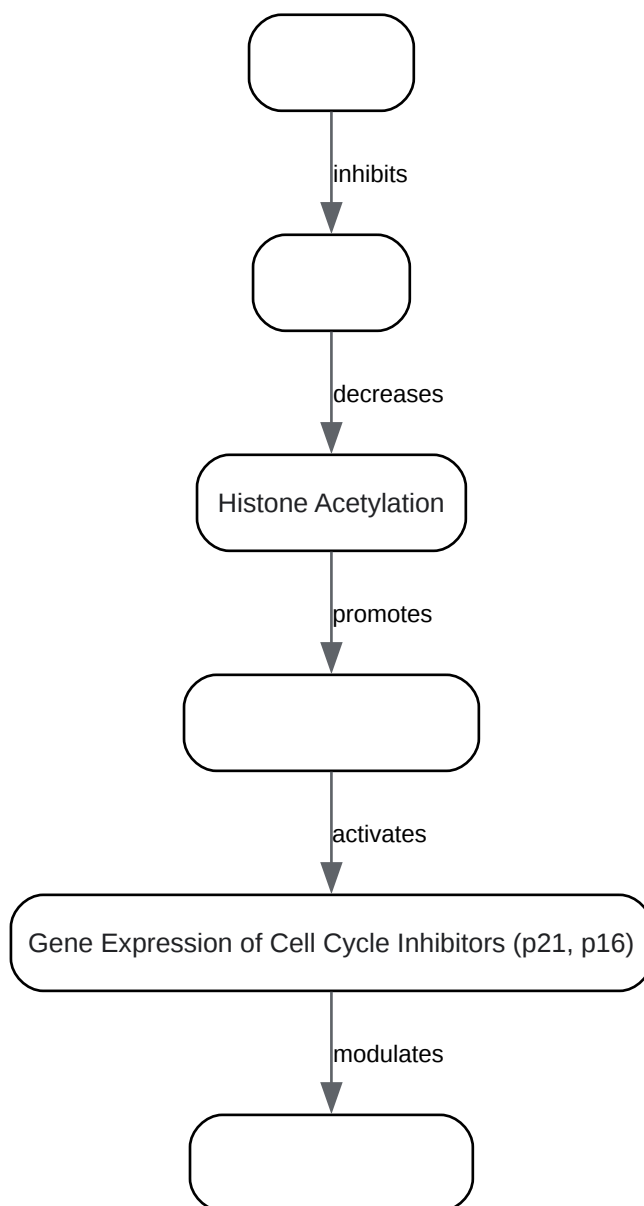 inhibits
decreases
Histone Acetylation
promotes
activates
Gene Expression of Cell Cycle Inhibitors (p21, p16)
modulates